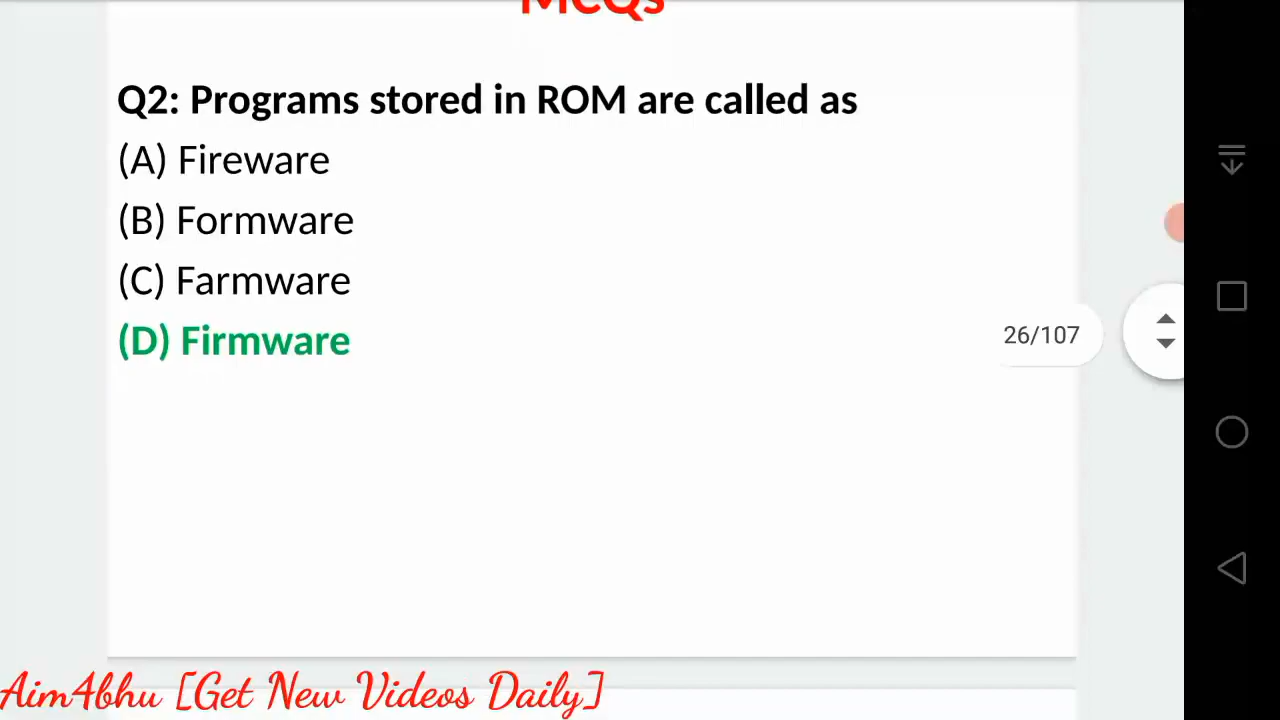 MCQs
Q2: Programs stored in ROM are called as
(A) Fireware
(B) Formware
(C) Farmware
(D) Firmware
26/107
Aim4bhu [Get New Videos Daily]